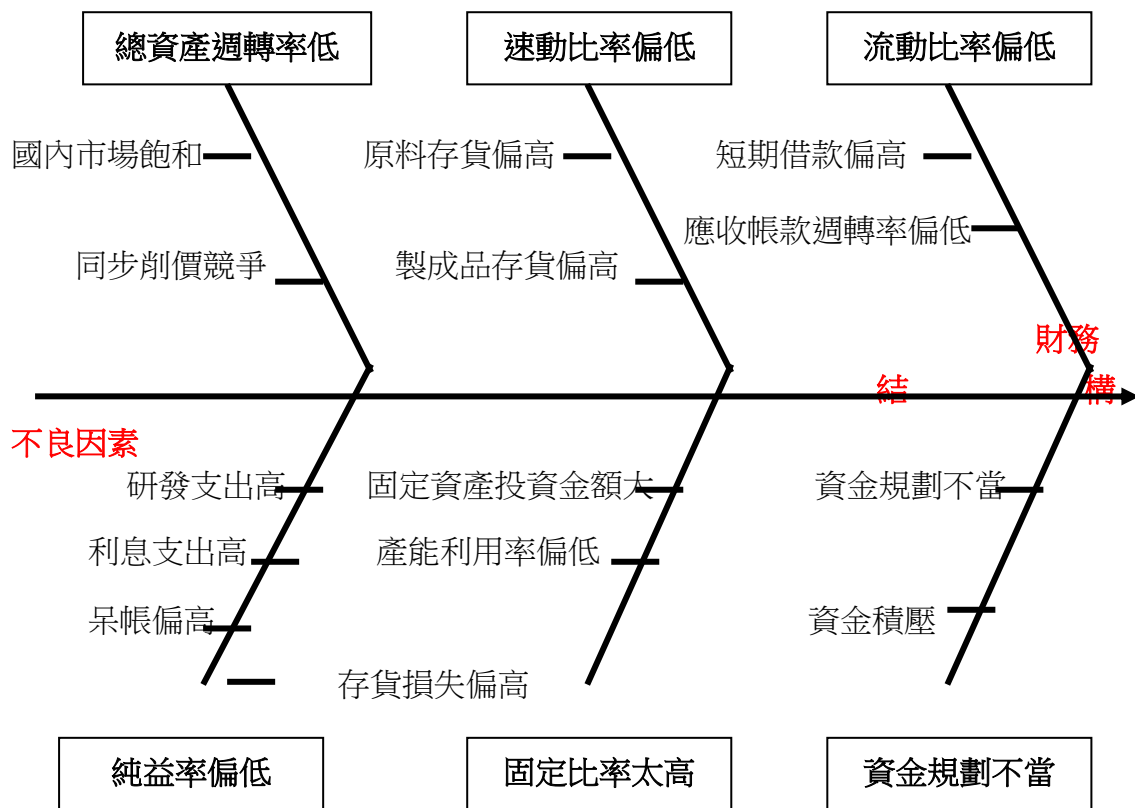 總資產週轉率低
速動比率偏低
流動比率偏低
國內市場飽和
原料存貨偏高
短期借款偏高
應收帳款週轉率偏低
同步削價競爭
製成品存貨偏高
財務
結
構
不良因素
研發支出高
固定資產投資金額大
資金規劃不當
利息支出高
產能利用率偏低
呆帳偏高
資金積壓
存貨損失偏高
純益率偏低
固定比率太高
資金規劃不當